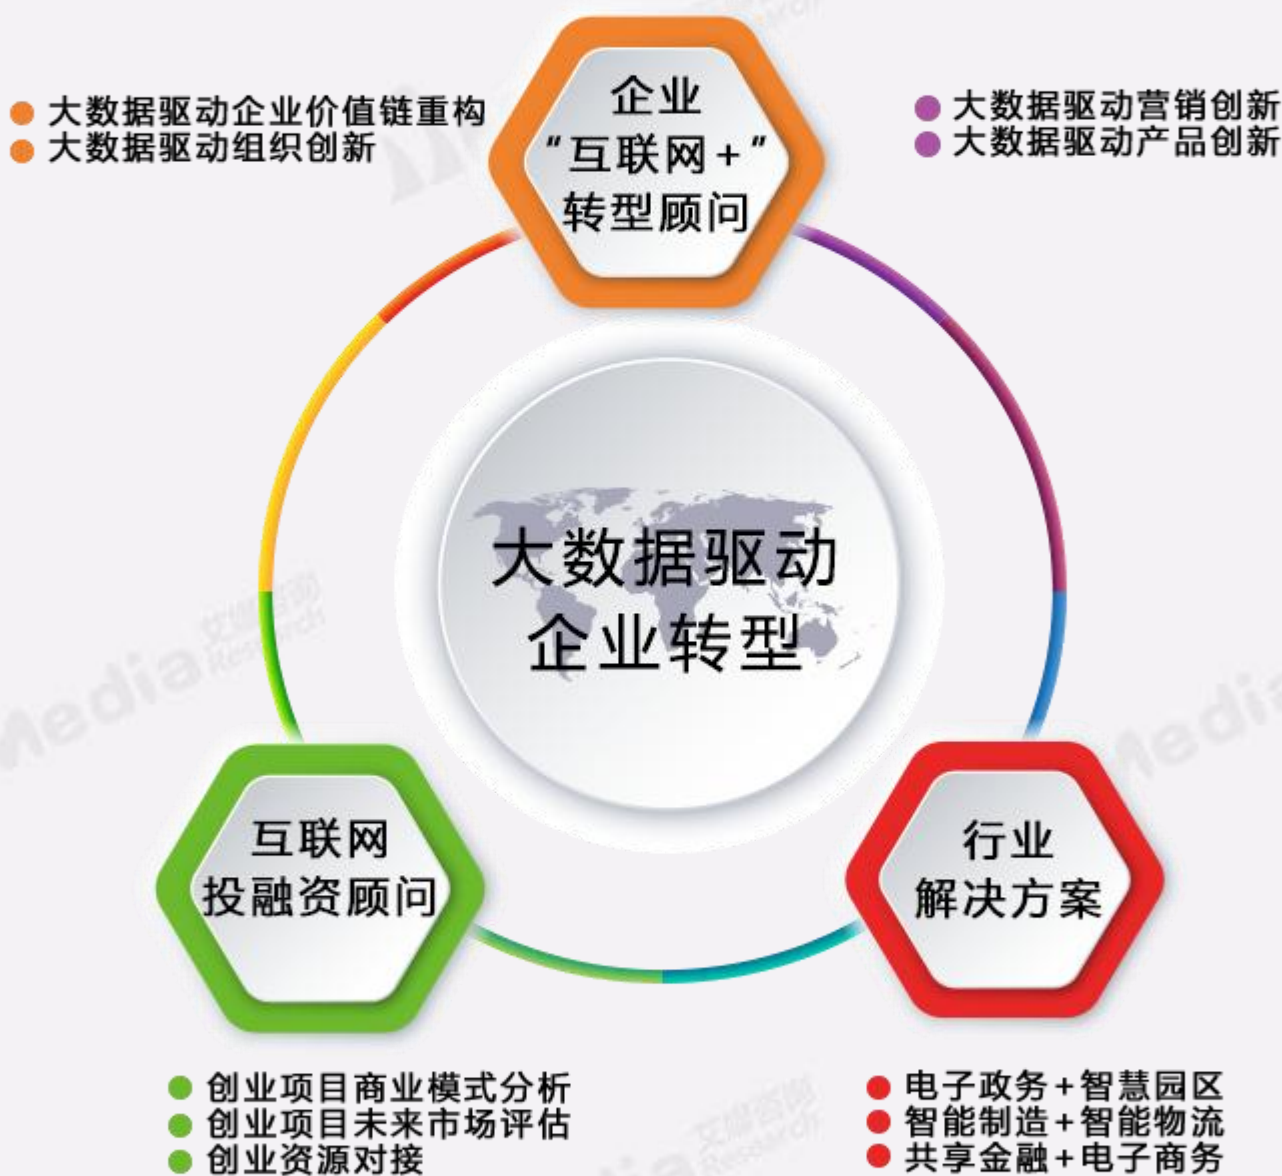 企业
“互联网+”
转型顾问
大数据驱动企业价值链重构
大数据驱动组织创新
大数据驱动营销创新
大数据驱动产品创新
大数据驱动
企业转型
互联网
投融资顾问
行业
解决方案
创业项目商业模式分析
创业项目未来市场评估
创业资源对接
电子政务+智慧园区
智能制造+智能物流
共享金融+电子商务
艾媒咨询
Media Research